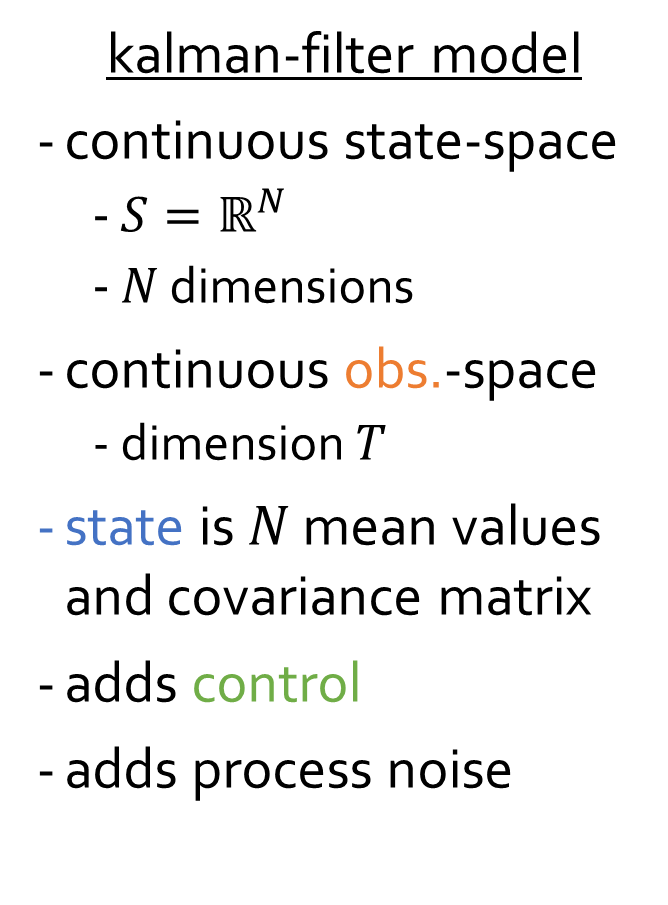 kalman-filter model
- continuous state-space
- S = ℝᴺ
- N dimensions
- continuous obs.-space
- dimension T
- state is N mean values
and covariance matrix
- adds control
- adds process noise